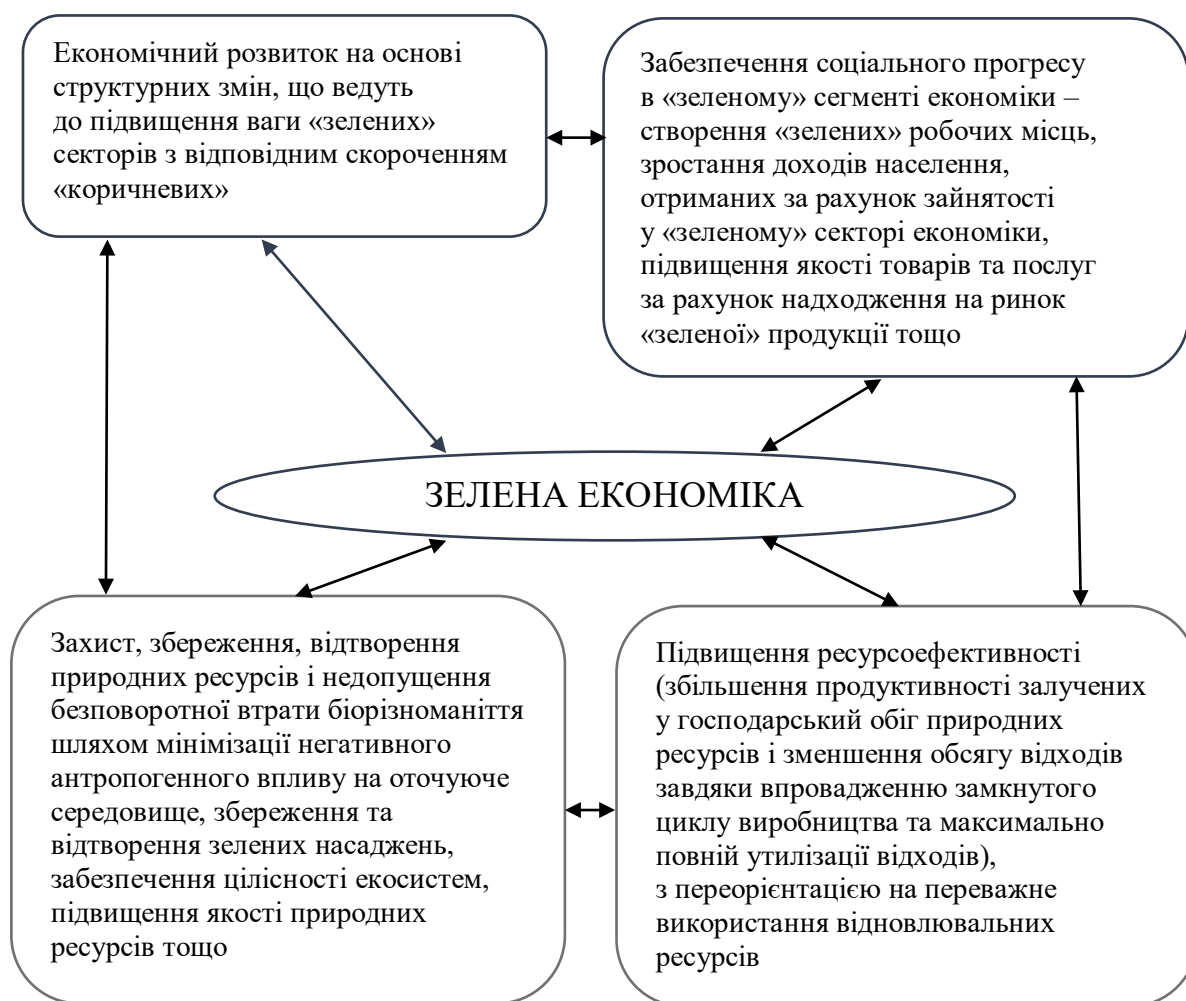 Економічний розвиток на основі
структурних змін, що ведуть
до підвищення ваги «зелених»
секторів з відповідним скороченням
«коричневих»
Забезпечення соціального прогресу
в «зеленому» сегменті економіки –
створення «зелених» робочих місць,
зростання доходів населення,
отриманих за рахунок зайнятості
у «зеленому» секторі економіки,
підвищення якості товарів та послуг
за рахунок надходження на ринок
«зеленої» продукції тощо
ЗЕЛЕНА ЕКОНОМІКА
Захист, збереження, відтворення
природних ресурсів і недопущення
безповоротної втрати біорізноманіття
шляхом мінімізації негативного
антропогенного впливу на оточуюче
середовище, збереження та
відтворення зелених насаджень,
забезпечення цілісності екосистем,
підвищення якості природних
ресурсів тощо
Підвищення ресурсоефективності
(збільшення продуктивності залучених
у господарський обіг природних
ресурсів і зменшення обсягу відходів
завдяки впровадженню замкнутого
циклу виробництва та максимально
повній утилізації відходів),
з переорієнтацією на переважне
використання відновлювальних
ресурсів